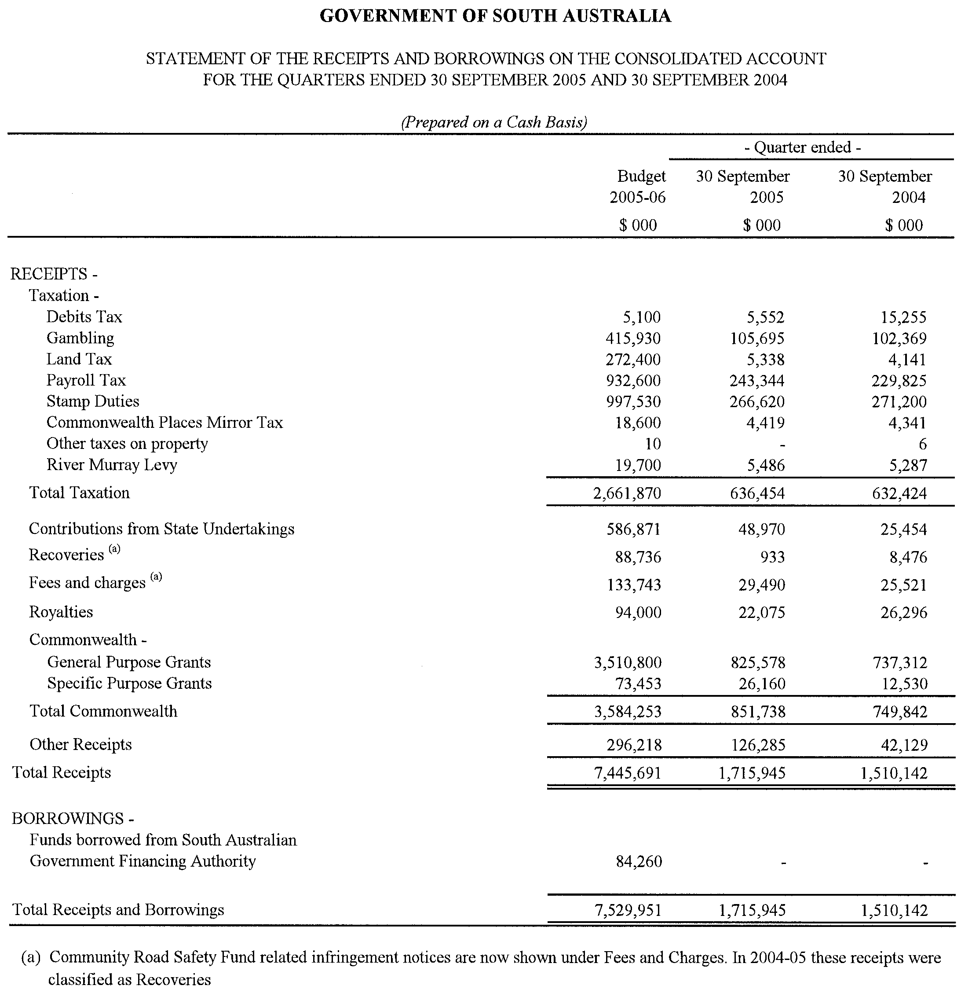 GOVERNMENT OF SOUTH AUSTRALIA
STATEMENT OF THE RECEIPTS AND BORROWINGS ON THE CONSOLIDATED ACCOUNT
FOR THE QUARTERS ENDED 30 SEPTEMBER 2005 AND 30 SEPTEMBER 2004
(Prepared on a Cash Basis)
- Quarter ended -
Budget 30 September 30 September
2005-06 2005 2004
$ 000 $ 000 $ 000
RECEIPTS -
Taxation -
Debits Tax 5,100 5,552 15,255
Gambling 415,930 105,695 102,369
Land Tax 272,400 5,338 4,141
Payroll Tax 932,600 243,344 229,825
Stamp Duties 997,530 266,620 271,200
Commonwealth Places Mirror Tax 18,600 4,419 4,341
Other taxes on property 10 - 6
River Murray Levy 19,700 5,486 5,287
Total Taxation 2,661,870 636,454 632,424
Contributions from State Undertakings 586,871 48,970 25,454
Recoveries (a) 88,736 933 8,476
Fees and charges (a) 133,743 29,490 25,521
Royalties 94,000 22,075 26,296
Commonwealth -
General Purpose Grants 3,510,800 825,578 737,312
Specific Purpose Grants 73,453 26,160 12,530
Total Commonwealth 3,584,253 851,738 749,842
Other Receipts 296,218 126,285 42,129
Total Receipts 7,445,691 1,715,945 1,510,142
BORROWINGS -
Funds borrowed from South Australian
Government Financing Authority 84,260 - -
Total Receipts and Borrowings 7,529,951 1,715,945 1,510,142
(a) Community Road Safety Fund related infringement notices are now shown under Fees and Charges. In 2004-05 these receipts were
classified as Recoveries